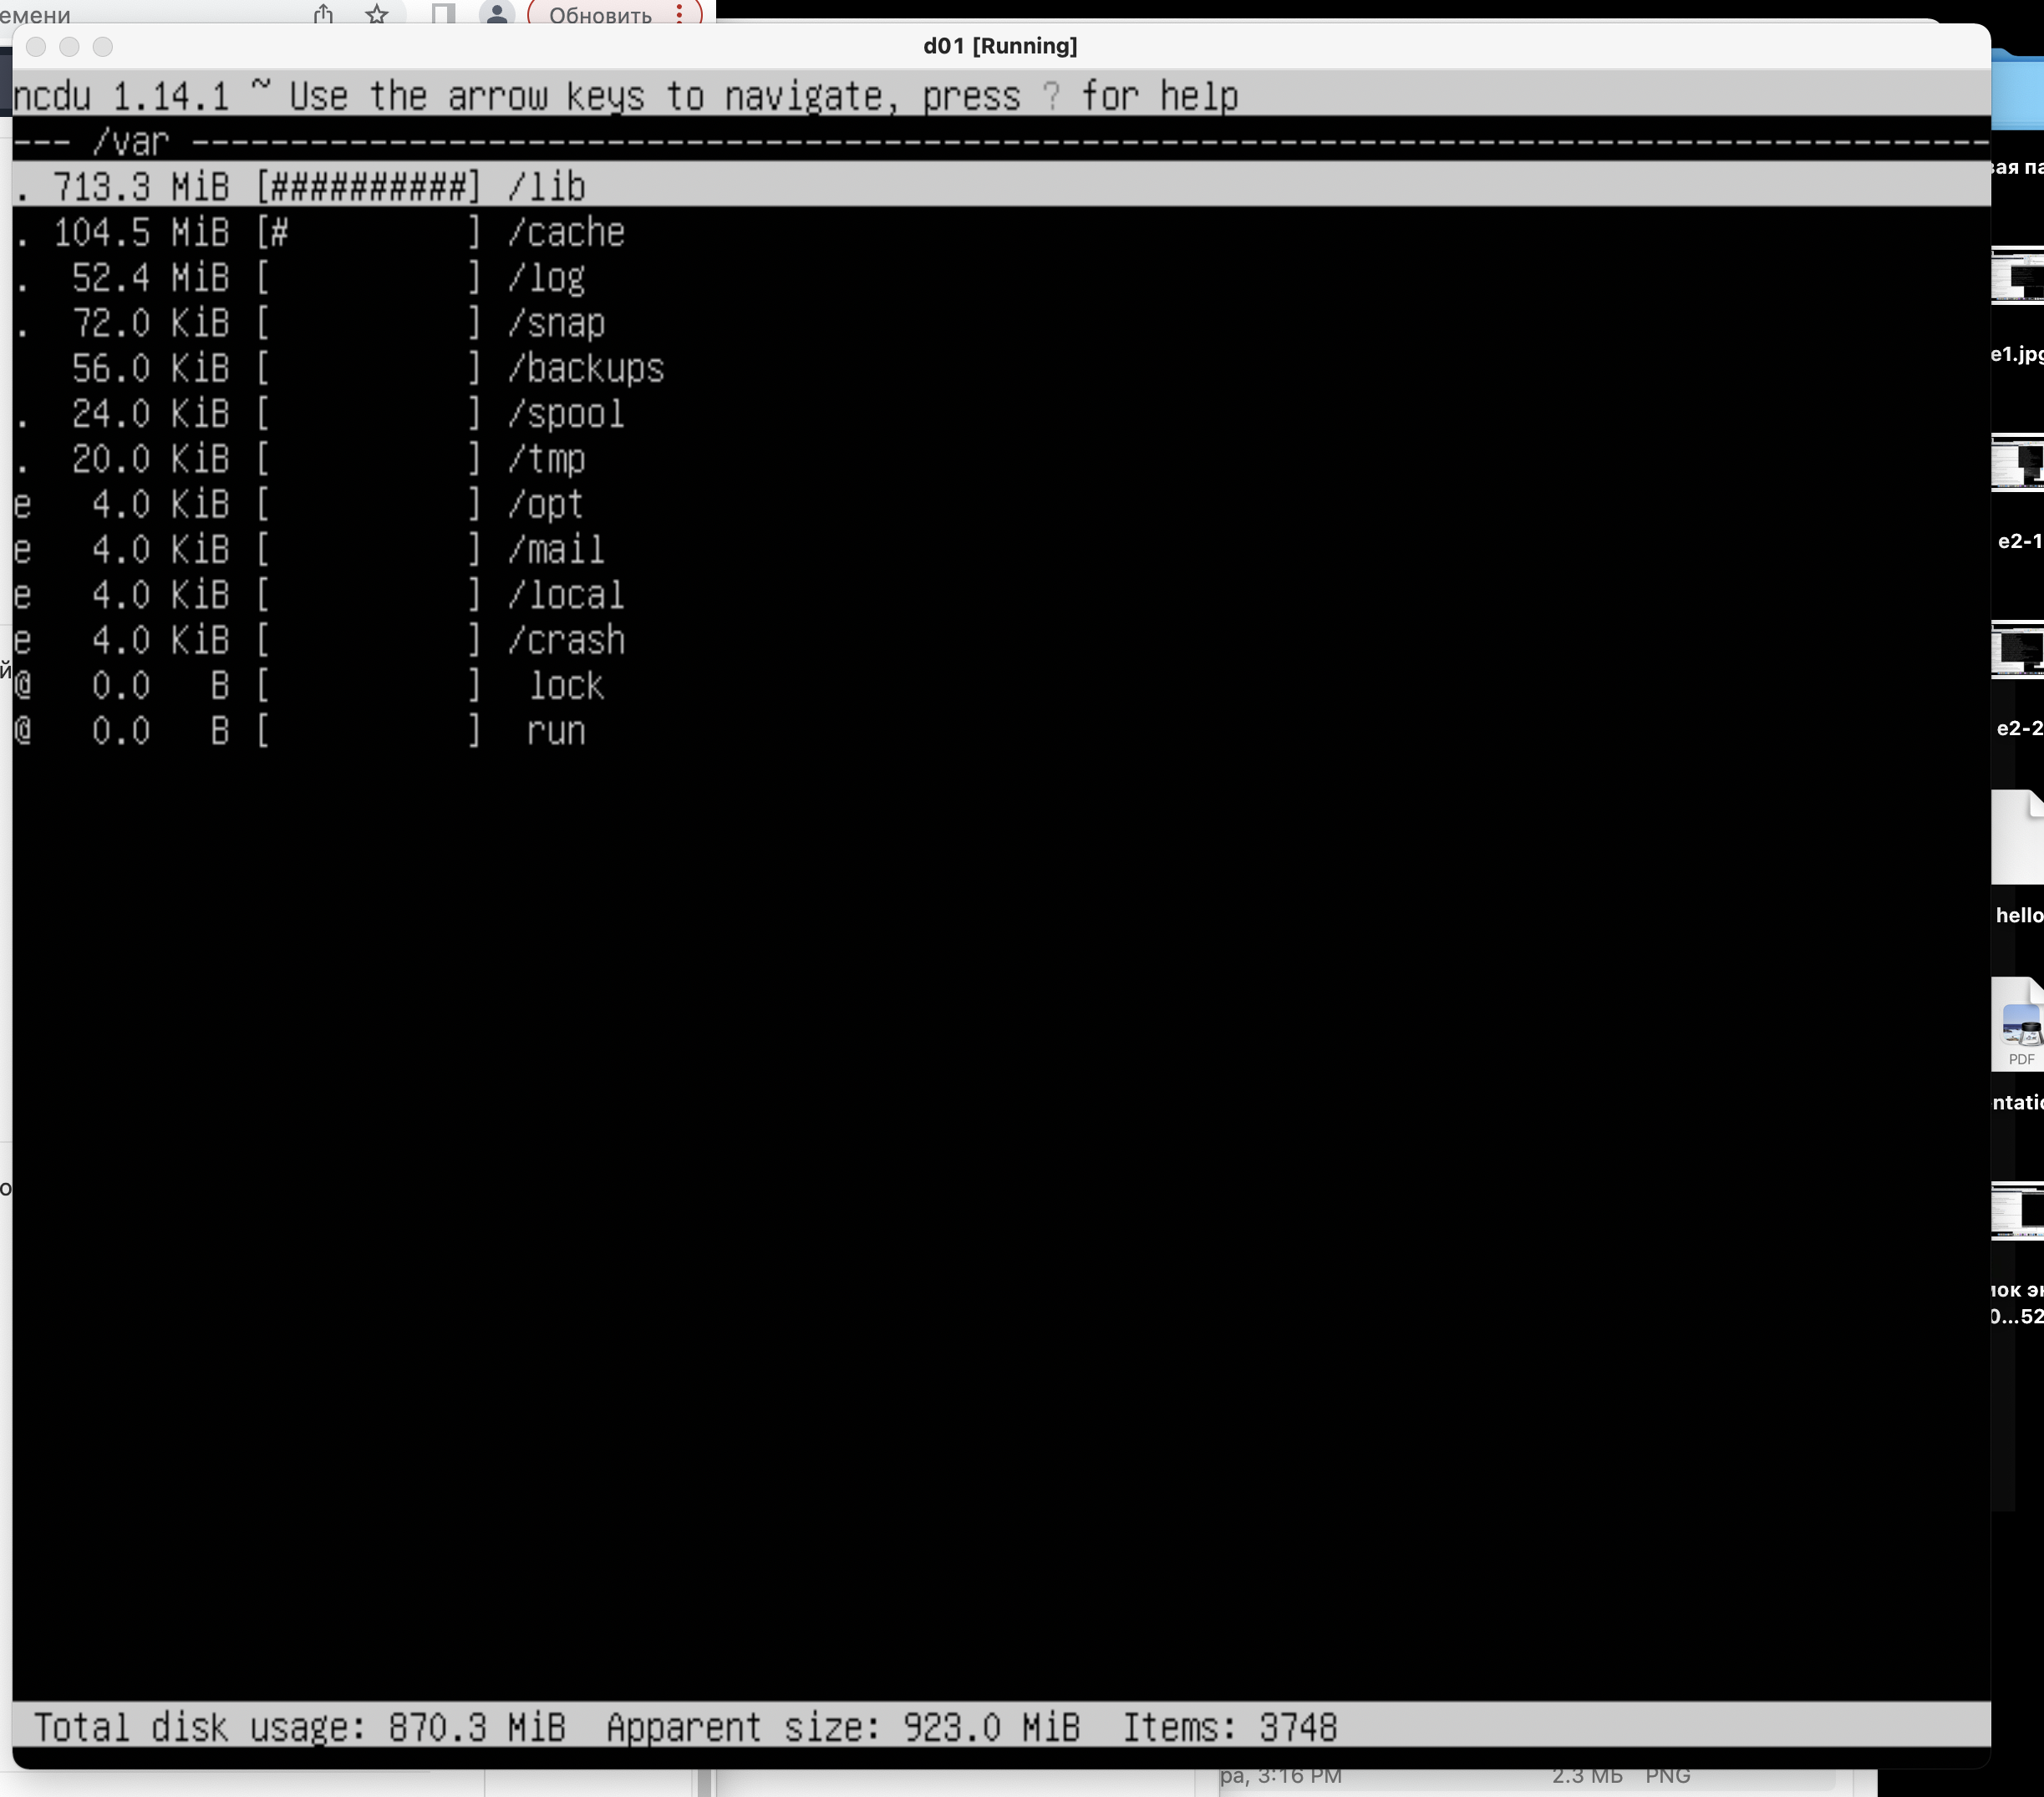 емени
Обновить
d01 [Running]
ncdu 1.14.1 ~ Use the arrow keys to navigate, press ? for help
--- /var --------------------------------------------------------------------------------------------
. 713.3 MiB [##########] /lib
. 104.5 MiB [#         ] /cache
.  52.4 MiB [          ] /log
.  72.0 KiB [          ] /snap
   56.0 KiB [          ] /backups
.  24.0 KiB [          ] /spool
.  20.0 KiB [          ] /tmp
e   4.0 KiB [          ] /opt
e   4.0 KiB [          ] /mail
e   4.0 KiB [          ] /local
e   4.0 KiB [          ] /crash
@   0.0   B [          ]  lock
@   0.0   B [          ]  run
Total disk usage: 870.3 MiB  Apparent size: 923.0 MiB  Items: 3748
вая па
e1.jpg
e2-1
e2-2
hello
PDF
ntatio
мок эк
0...52
ра, 3:16 PM 2.3 МБ PNG